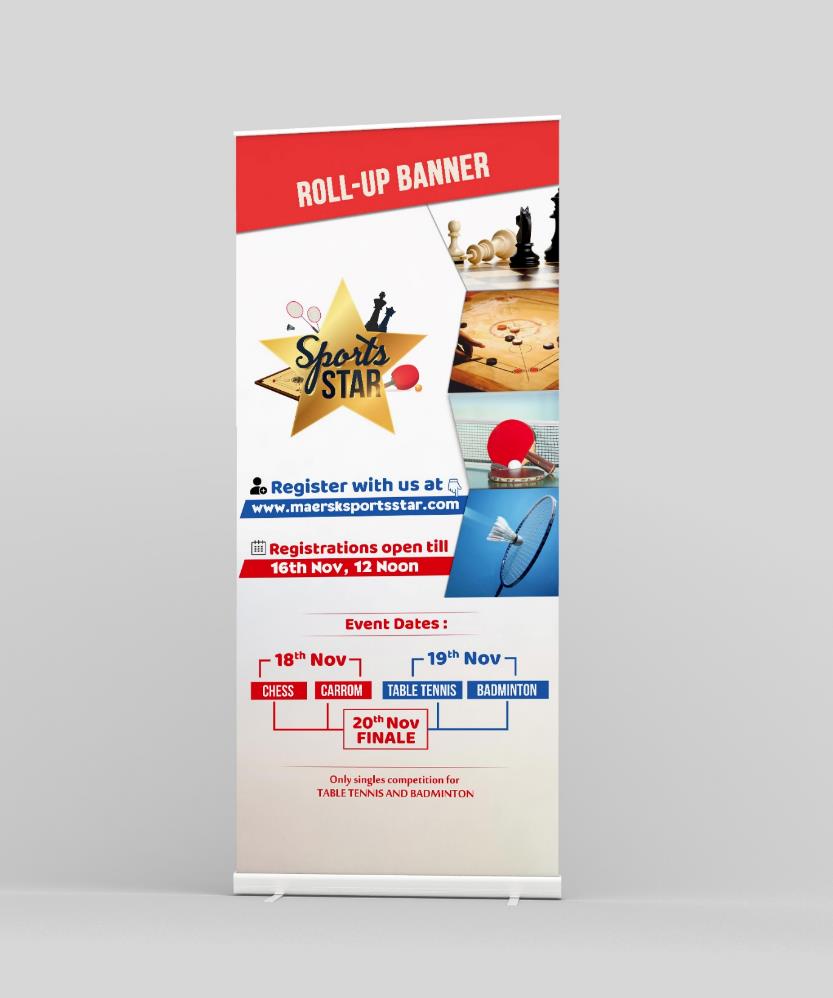 ROLL-UP BANNER
Sports
STAR
Register with us at
www.maersksportsstar.com
Registrations open till
16th Nov, 12 Noon
Event Dates :
18th Nov
19th Nov
CHESS
CARROM
TABLE TENNIS
BADMINTON
20th Nov
FINALE
Only singles competition for
TABLE TENNIS AND BADMINTON